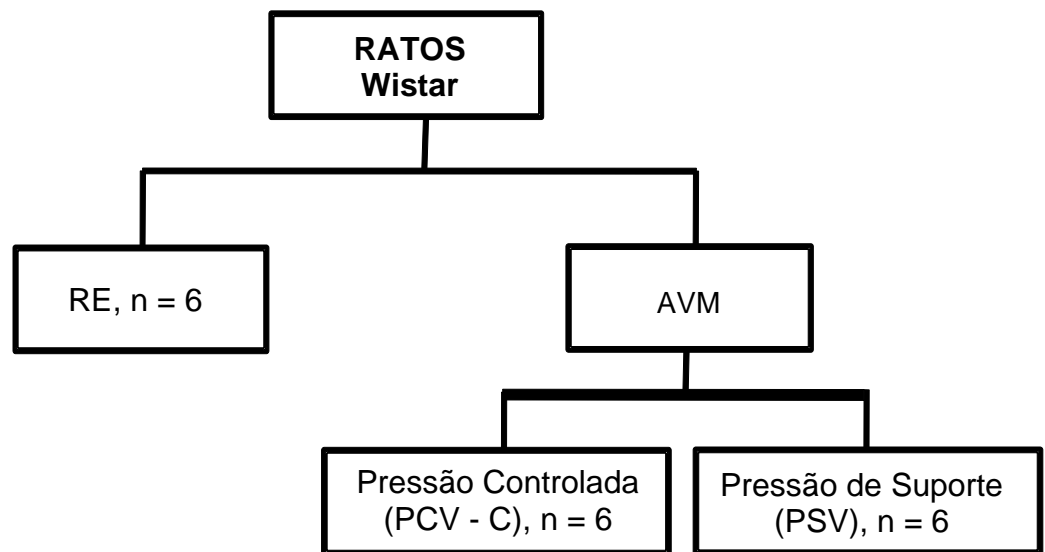 RATOS
Wistar
RE, n = 6
AVM
Pressão Controlada
(PCV - C), n = 6
Pressão de Suporte
(PSV), n = 6